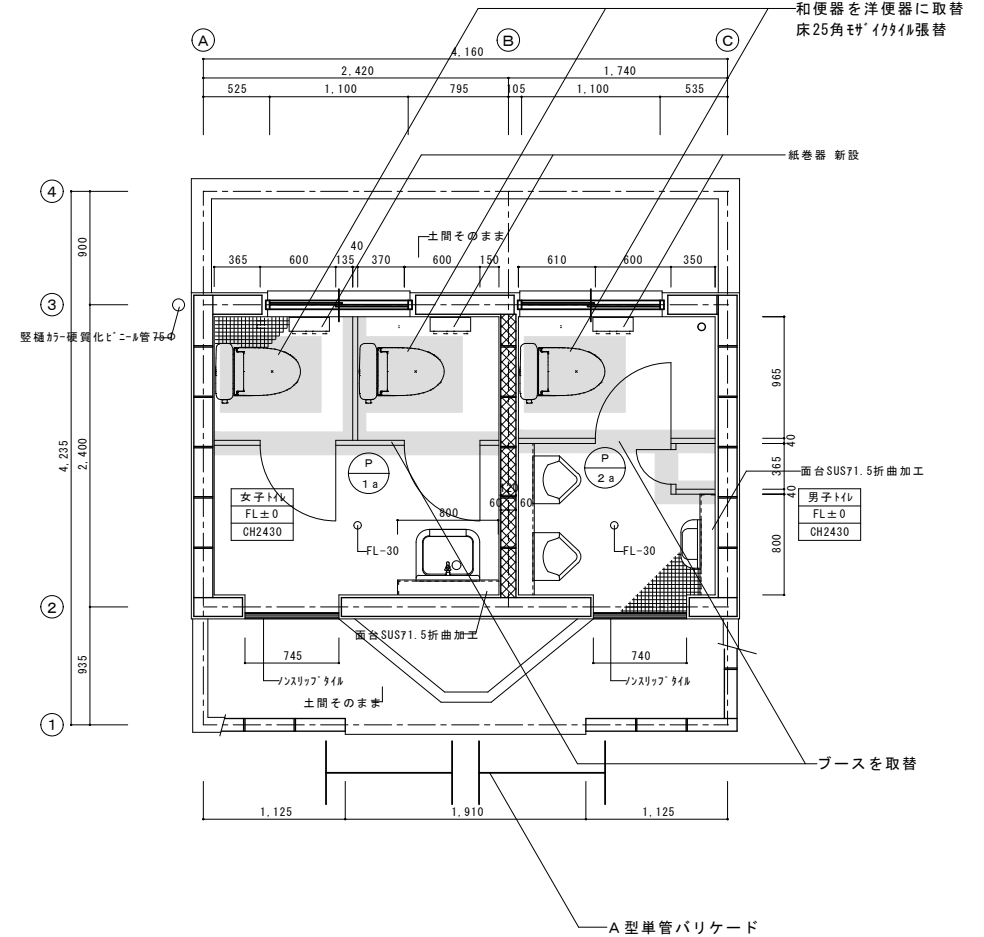 和便器を洋便器に取替
床25角ﾓｻﾞｲｸﾀｲﾙ張替
A
B
C
4,160
2,420
1,740
525
1,100
795
105
1,100
535
紙巻器 新設
4
900
土間そのまま
40
365
600
135
370
600
150
610
600
350
3
竪樋ｶﾗｰ硬質化ﾋﾞﾆｰﾙ管75φ
965
40
365
40
800
4,235
2,400
P
1a
P
2a
面台SUSｱ1.5折曲加工
女子ﾄｲﾚ
FL±0
CH2430
男子ﾄｲﾚ
FL±0
CH2430
60
60
800
FL-30
FL-30
2
面台SUSｱ1.5折曲加工
935
745
740
ﾉﾝｽﾘｯﾌﾟﾀｲﾙ
ﾉﾝｽﾘｯﾌﾟﾀｲﾙ
土間そのまま
1
ブースを取替
1,125
1,910
1,125
A型単管バリケード